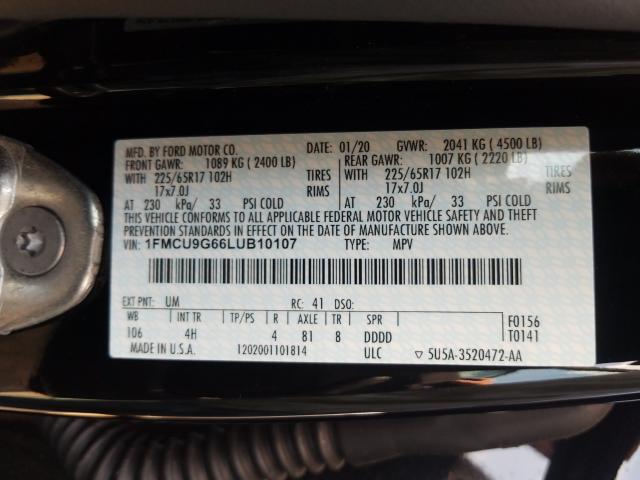 MFD. BY FORD MOTOR CO. DATE: 01/20 GVWR: 2041 KG ( 4500 LB)
FRONT GAWR: 1089 KG ( 2400 LB) REAR GAWR: 1007 KG ( 2220 LB)
WITH 225/65R17 102H TIRES WITH 225/65R17 102H TIRES
17x7.0J RIMS 17x7.0J RIMS
AT 230 kPa/ 33 PSI COLD AT 230 kPa/ 33 PSI COLD
THIS VEHICLE CONFORMS TO ALL APPLICABLE FEDERAL MOTOR VEHICLE SAFETY AND THEFT
PREVENTION STANDARDS IN EFFECT ON THE DATE OF MANUFACTURE SHOWN ABOVE.
VIN: 1FMCU9G66LUB10107 TYPE: MPV
EXT PNT: UM RC: 41 DSO: F0156
WB INT TR TP/PS R AXLE TR SPR T0141
106 4H 4 81 8 DDDD
MADE IN U.S.A. 1202001101814 ULC ▽ 5U5A-3520472-AA